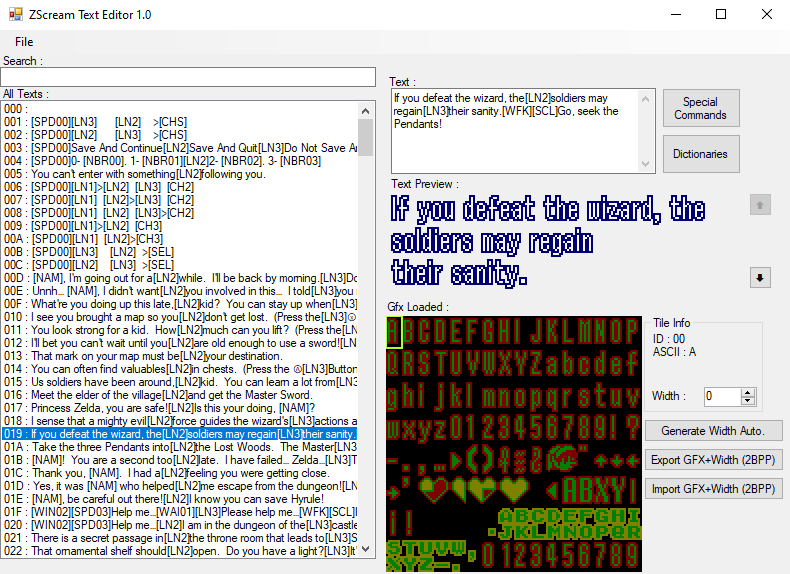 ZScream Text Editor 1.0
File
Search :
All Texts :
000 :
001 : [SPD00][LN3] [LN2] >[CHS]
002 : [SPD00][LN2] [LN3] >[CHS]
003 : [SPD00]Save And Continue[LN2]Save And Quit[LN3]Do Not Save A
004 : [SPD00]0- [NBR00]. 1- [NBR01][LN2]2- [NBR02]. 3- [NBR03]
005 : You can't enter with something[LN2]following you.
006 : [SPD00][LN1]>[LN2] [LN3] [CH2]
007 : [SPD00][LN1] [LN2]>[LN3] [CH2]
008 : [SPD00][LN1] [LN2] [LN3]>[CH2]
009 : [SPD00][LN1]>[LN2] [CH3]
00A : [SPD00][LN1] [LN2]>[CH3]
00B : [SPD00][LN3] [LN2] >[SEL]
00C : [SPD00][LN2] [LN3] >[SEL]
00D : [NAM], I'm going out for a[LN2]while. I'll be back by morning.[LN3]Do
00E : Unnh... [NAM], I didn't want[LN2]you involved in this... I told[LN3]you
00F : What're you doing up this late,[LN2]kid? You can stay up when[LN3]
010 : I see you brought a map so you[LN2]don't get lost. (Press the[LN3]
011 : You look strong for a kid. How[LN2]much can you lift? (Press the[L
012 : I'll bet you can't wait until you[LN2]are old enough to use a sword![L
013 : That mark on your map must be[LN2]your destination.
014 : You can often find valuables[LN2]in chests. (Press the Ⓐ[LN3]Button
015 : Us soldiers have been around,[LN2]kid. You can learn a lot from[LN3]
016 : Meet the elder of the village[LN2]and get the Master Sword.
017 : Princess Zelda, you are safe![LN2]Is this your doing, [NAM]?
018 : I sense that a mighty evil[LN2]force guides the wizard's[LN3]actions a
019 : If you defeat the wizard, the[LN2]soldiers may regain[LN3]their sanity.
01A : Take the three Pendants into[LN2]the Lost Woods. The Master[LN3]
01B : [NAM]! You are a second too[LN2]late. I have failed... Zelda...[LN3]T
01C : Thank you, [NAM]. I had a[LN2]feeling you were getting close.
01D : Yes, it was [NAM] who helped[LN2]me escape from the dungeon![LN
01E : [NAM], be careful out there![LN2]I know you can save Hyrule!
01F : [WIN02][SPD03]Help me...[WAI01][LN3]Please help me...[WFK][SCL]
020 : [WIN02][SPD03]Help me...[LN2]I am in the dungeon of the[LN3]castle
021 : There is a secret passage in[LN2]the throne room that leads to[LN3]S
022 : That ornamental shelf should[LN2]open. Do you have a light?[LN3]It'
Text :
If you defeat the wizard, the[LN2]soldiers may
regain[LN3]their sanity.[WFK][SCL]Go, seek the
Pendants!
Special
Commands
Dictionaries
Text Preview :
If you defeat the wizard, the
soldiers may regain
their sanity.
Gfx Loaded :
ABCDEFGHIJKLMNOP
QRSTUVWXYZabcdef
ghijklmnopqrstuv
wxyz0123456789!?
ABXY
ABCDEFGHI
.JKLMNOPQR
STUVW,0123456789
XYZ-.
Tile Info
ID : 00
ASCII : A
Width : 0
Generate Width Auto.
Export GFX+Width (2BPP)
Import GFX+Width (2BPP)